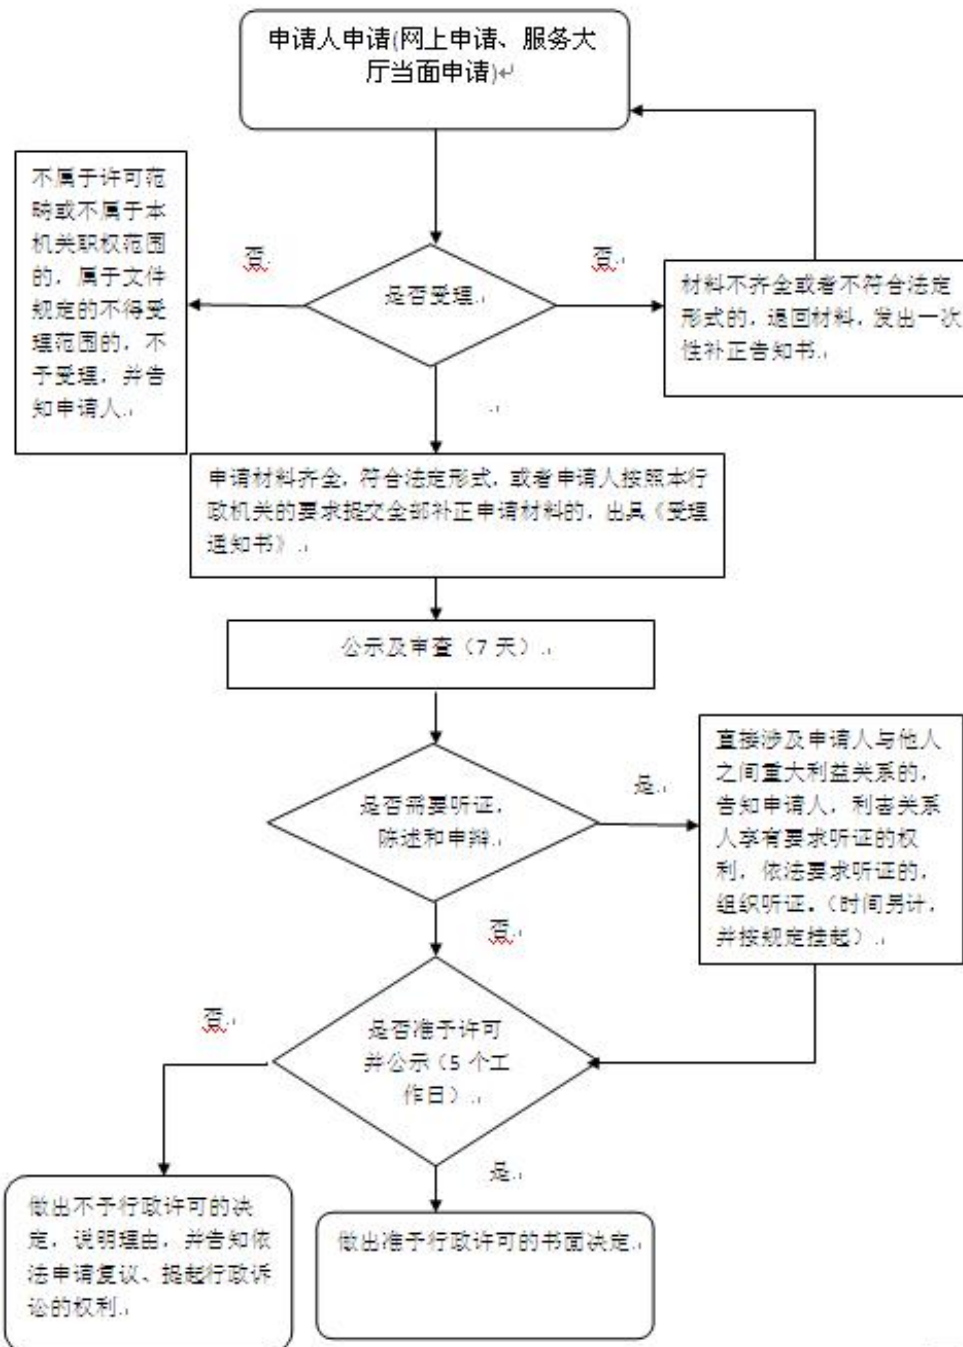 申请人申请(网上申请、服务大
厅当面申请)
不属于许可范
畴或不属于本
机关职权范围
的，属于文件
规定的不得受
理范围的，不
予受理，并告
知申请人.
否.
是否受理.
否.
材料不齐全或者不符合法定
形式的，退回材料，发出一次
性补正告知书.
申请材料齐全，符合法定形式，或者申请人按照本行
政机关的要求提交全部补正申请材料的，出具《受理
通知书》.
公示及审查（7 天）.
是否需要听证，
陈述和申辩.
是.
直接涉及申请人与他人
之间重大利益关系的，
告知申请人，利害关系
人享有要求听证的权
利，依法要求听证的，
组织听证。（时间另计，
并按规定挂起）.
否.
是否准予许可
并公示（5 个工
作日）.
否.
是.
做出不予行政许可的决
定，说明理由，并告知依
法申请复议、提起行政诉
讼的权利.
做出准予行政许可的书面决定.